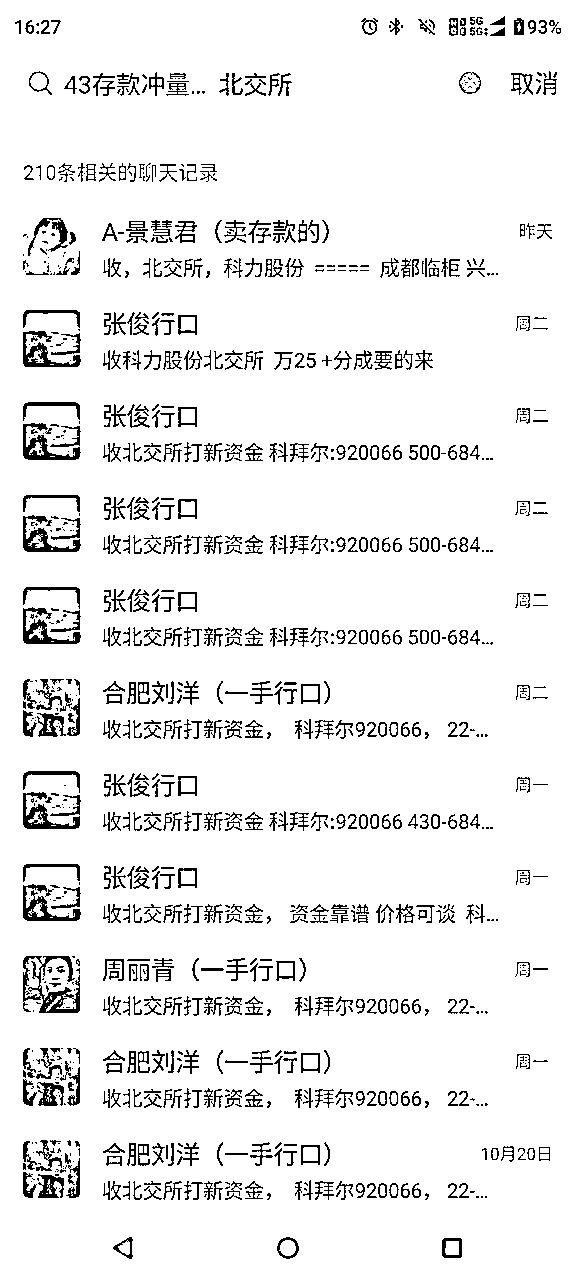 16:27 93%
43存款冲量... 北交所 取消
210条相关的聊天记录
A-景慧君（卖存款的） 昨天
收，北交所，科力股份 ===== 成都临柜 兴...
张俊行口 周二
收科力股份北交所 万25 +分成要的来
张俊行口 周二
收北交所打新资金 科拜尔:920066 500-684...
张俊行口 周二
收北交所打新资金 科拜尔:920066 500-684...
张俊行口 周二
收北交所打新资金 科拜尔:920066 500-684...
合肥刘洋（一手行口） 周二
收北交所打新资金， 科拜尔920066， 22-...
张俊行口 周一
收北交所打新资金 科拜尔:920066 430-684...
张俊行口 周一
收北交所打新资金， 资金靠谱 价格可谈 科...
周丽青（一手行口） 周一
收北交所打新资金， 科拜尔920066， 22-...
合肥刘洋（一手行口） 周一
收北交所打新资金， 科拜尔920066， 22-...
合肥刘洋（一手行口） 10月20日
收北交所打新资金， 科拜尔920066， 22-...